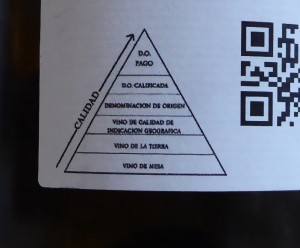 D.O.
PAGO
D.O. CALIFICADA
DENOMINACION DE ORIGEN
VINO DE CALIDAD DE
INDICACION GEOGRAFICA
VINO DE LA TIERRA
VINO DE MESA
CALIDAD